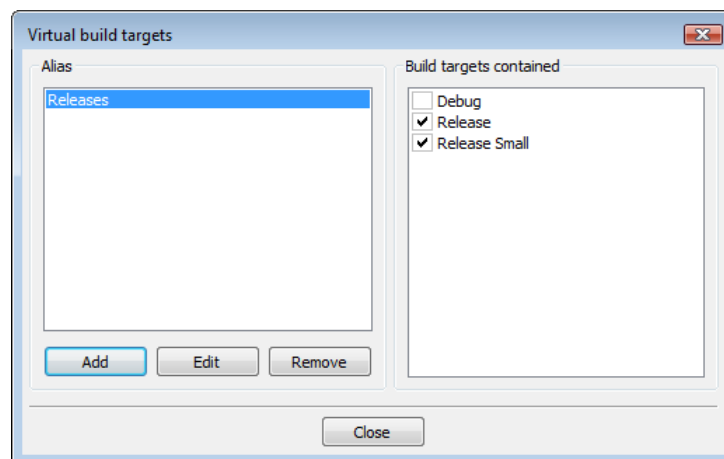 Virtual build targets
Alias
Releases
Add
Edit
Remove
Build targets contained
Debug
Release
Release Small
Close